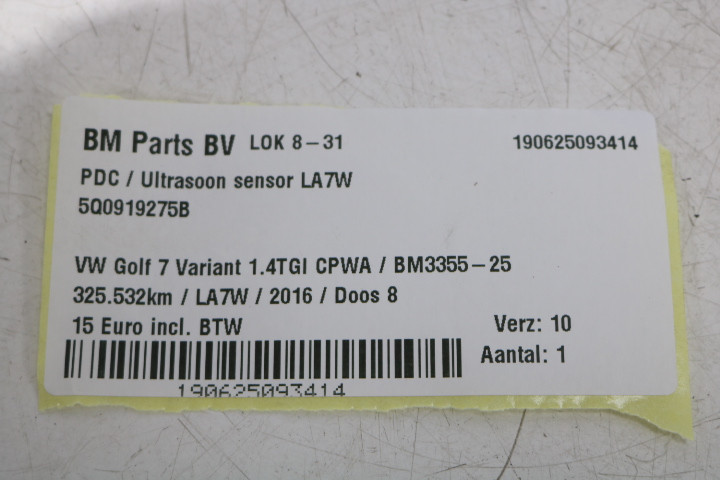 BM Parts BV LOK 8-31 190625093414
PDC / Ultrasoon sensor LA7W
5Q0919275B
VW Golf 7 Variant 1.4TGI CPWA / BM3355-25
325.532km / LA7W / 2016 / Doos 8
15 Euro incl. BTW Verz: 10
Aantal: 1
190625093414